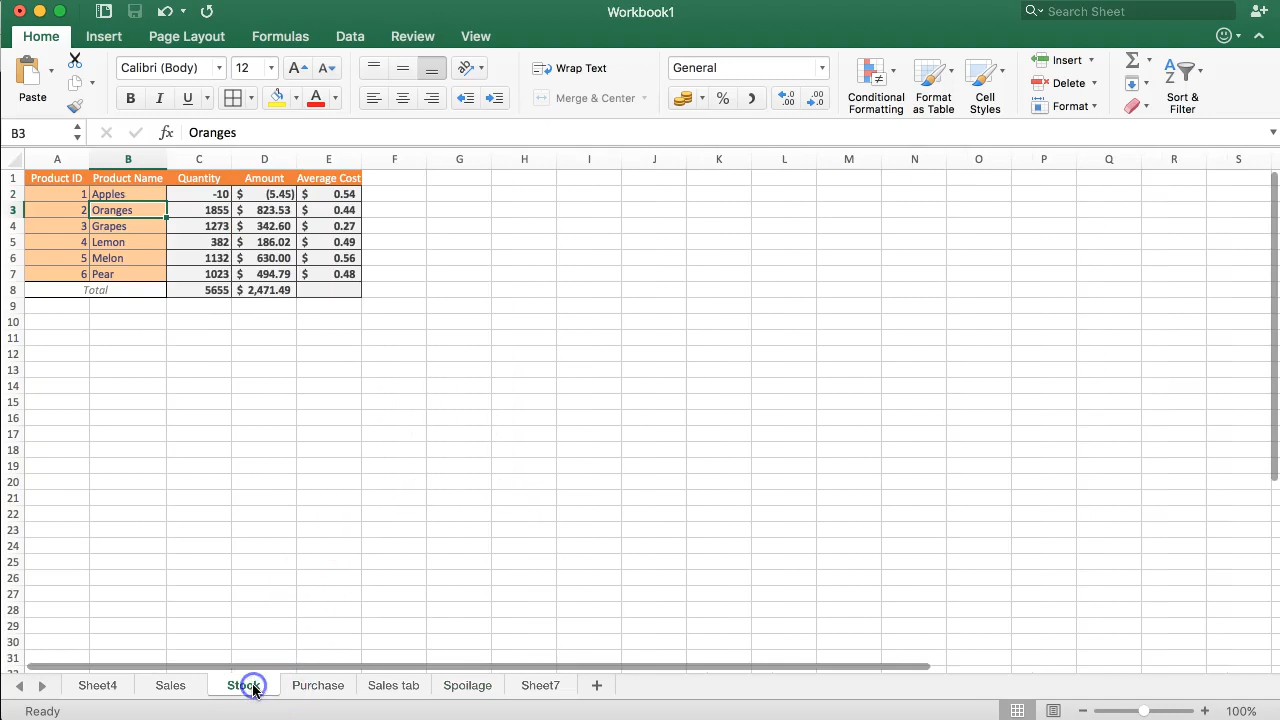 Workbook1
Search Sheet
Home Insert Page Layout Formulas Data Review View
Paste
Calibri (Body) 12
A A
B I U A
Wrap Text
Merge & Center
General
% 
Conditional Formatting
Format as Table
Cell Styles
Insert
Delete
Format
Sort & Filter
B3 fx Oranges
A B C D E F G H I J K L M N O P Q R S
1 Product ID Product Name Quantity Amount Average Cost
2 1 Apples -10 $ (5.45) $ 0.54
3 2 Oranges 1855 $ 823.53 $ 0.44
4 3 Grapes 1273 $ 342.60 $ 0.27
5 4 Lemon 382 $ 186.02 $ 0.49
6 5 Melon 1132 $ 630.00 $ 0.56
7 6 Pear 1023 $ 494.79 $ 0.48
8 Total 5655 $ 2,471.49
9
10
11
12
13
14
15
16
17
18
19
20
21
22
23
24
25
26
27
28
29
30
31
Sheet4 Sales Stock Purchase Sales tab Spoilage Sheet7 +
Ready 100%